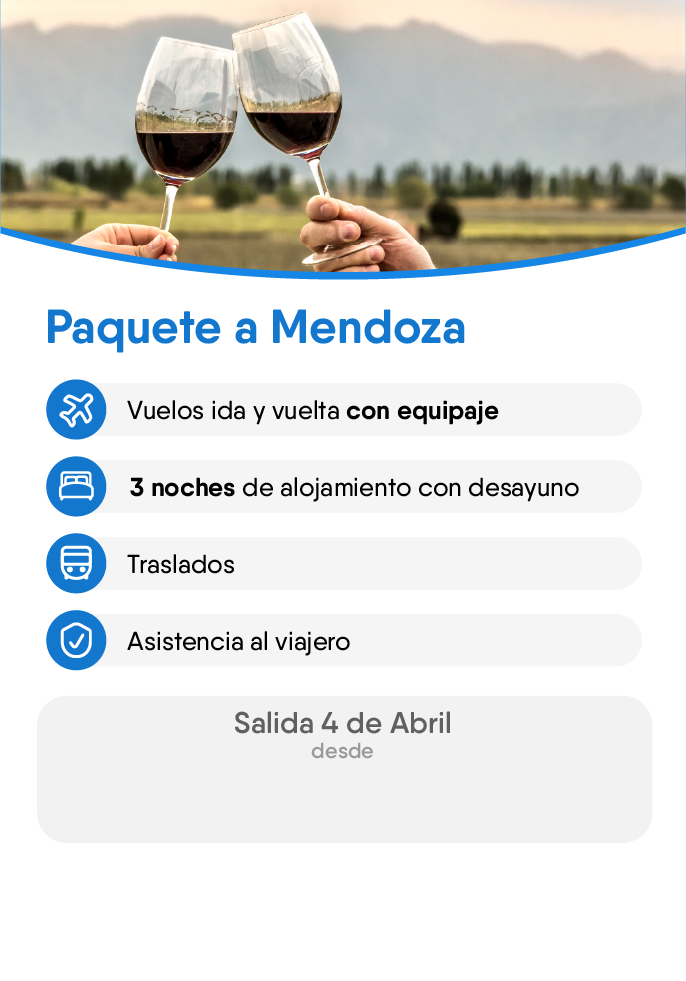 Paquete a Mendoza
Vuelos ida y vuelta con equipaje
3 noches de alojamiento con desayuno
Traslados
Asistencia al viajero
Salida 4 de Abril
desde